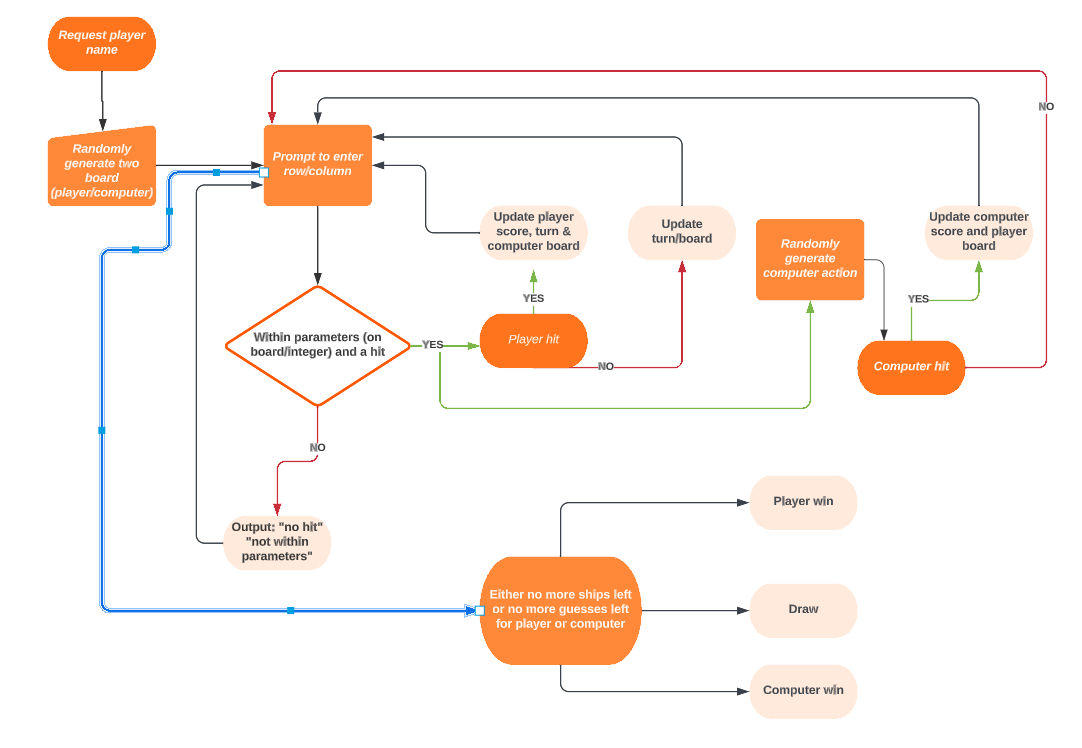 Request player
name
NO
Randomly
generate two
board
(player/computer)
Prompt to enter
row/column
Update player
score, turn &
computer board
Update
turn/board
Randomly
generate
computer action
Update computer
score and player
board
YES
YES
Within parameters (on
board/integer) and a hit
YES
Player hit
NO
Computer hit
NO
Output: "no hit"
"not within
parameters"
Player win
Either no more ships left
or no more guesses left
for player or computer
Draw
Computer win